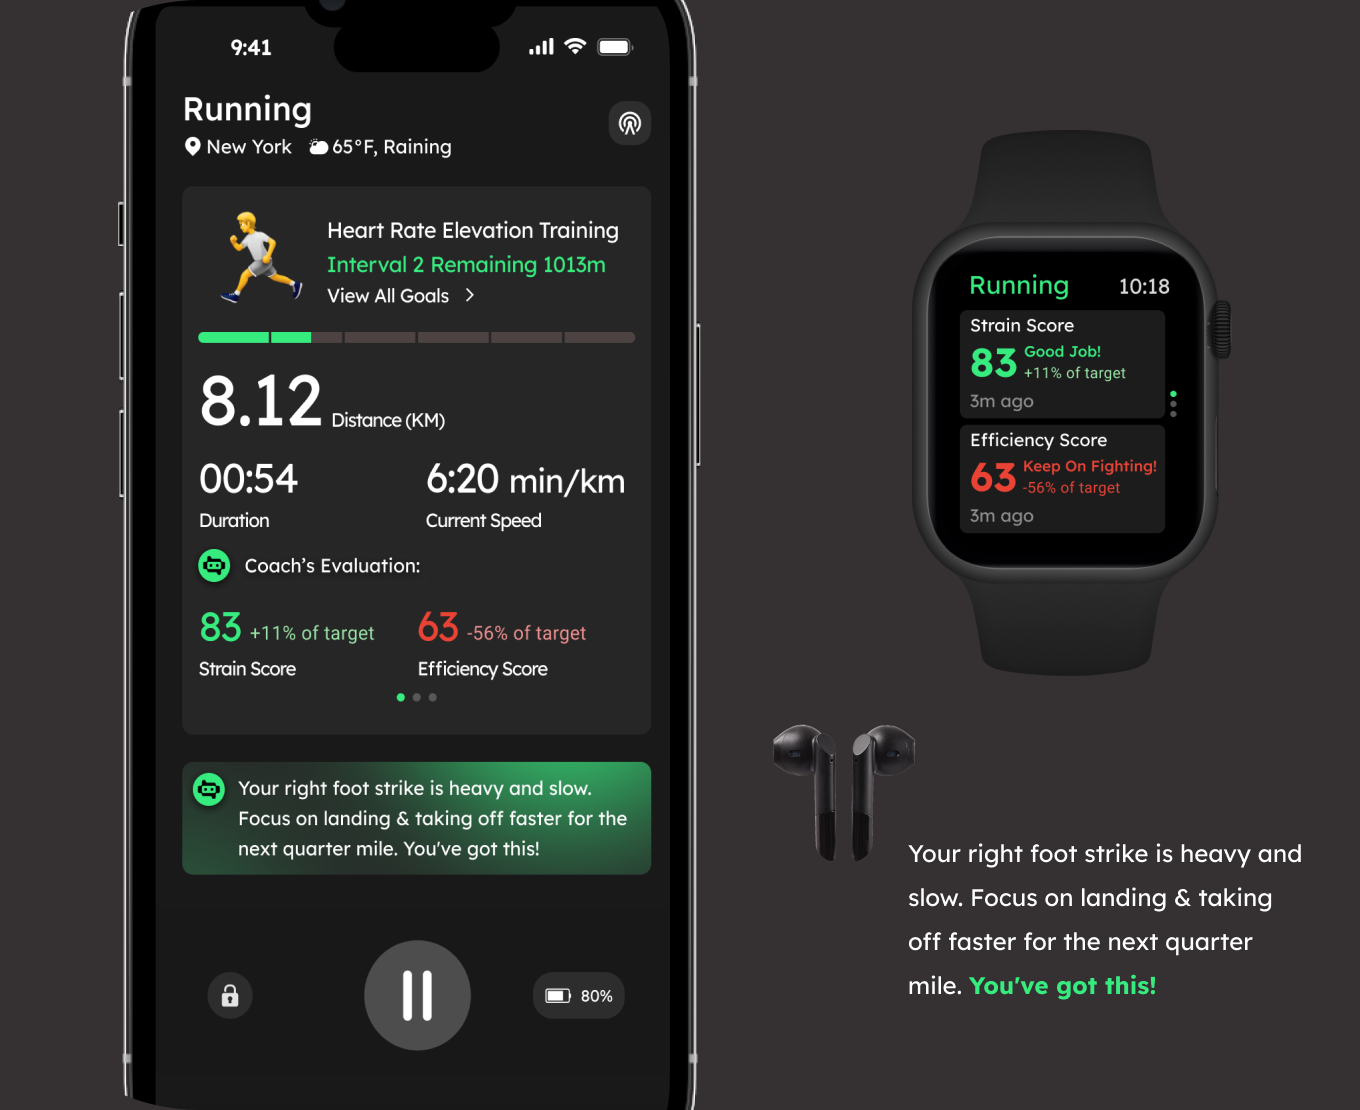 9:41
Running
New York 65°F, Raining
Heart Rate Elevation Training
Interval 2 Remaining 1013m
View All Goals >
8.12 Distance (KM)
00:54 6:20 min/km
Duration Current Speed
Coach's Evaluation:
83 +11% of target 63 -56% of target
Strain Score Efficiency Score
Your right foot strike is heavy and slow.
Focus on landing & taking off faster for the
next quarter mile. You've got this!
80%
Running 10:18
Strain Score
83 Good Job!
+11% of target
3m ago
Efficiency Score
63 Keep On Fighting!
-56% of target
3m ago
Your right foot strike is heavy and
slow. Focus on landing & taking
off faster for the next quarter
mile. You've got this!